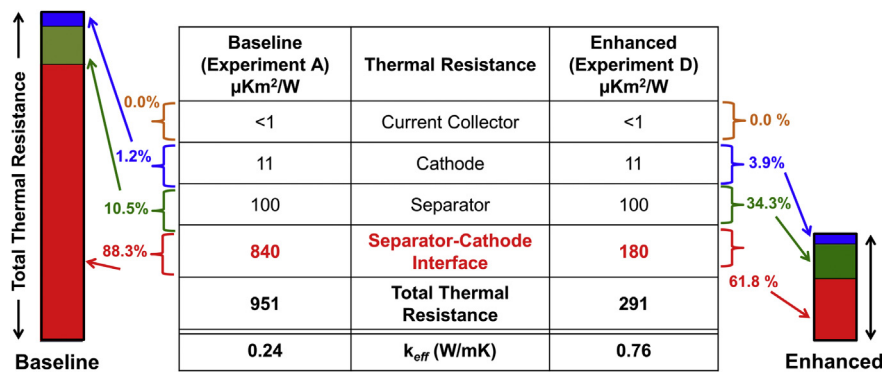 Total Thermal Resistance
Baseline
0.0%
1.2%
10.5%
88.3%
Baseline
(Experiment A)
μKm²/W
Thermal Resistance
Enhanced
(Experiment D)
μKm²/W
<1
Current Collector
<1
11
Cathode
11
100
Separator
100
840
Separator-Cathode
Interface
180
951
Total Thermal
Resistance
291
0.24
keff (W/mK)
0.76
0.0 %
3.9%
34.3%
61.8 %
Enhanced